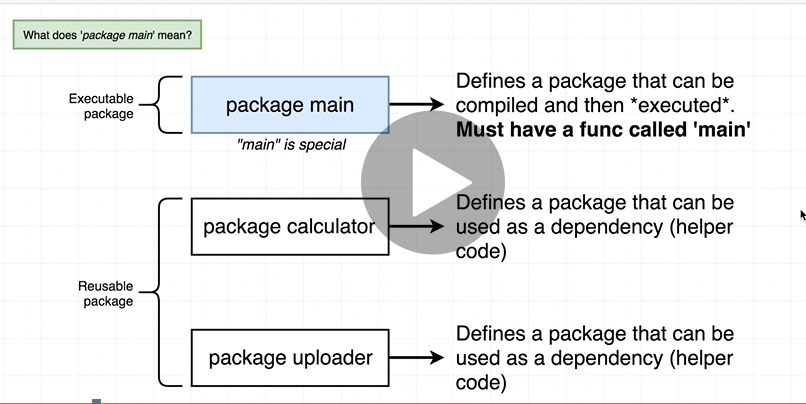 What does 'package main' mean?
Executable
package
package main
"main" is special
Defines a package that can be
compiled and then *executed*.
Must have a func called 'main'
Reusable
package
package calculator
Defines a package that can be
used as a dependency (helper
code)
package uploader
Defines a package that can be
used as a dependency (helper
code)